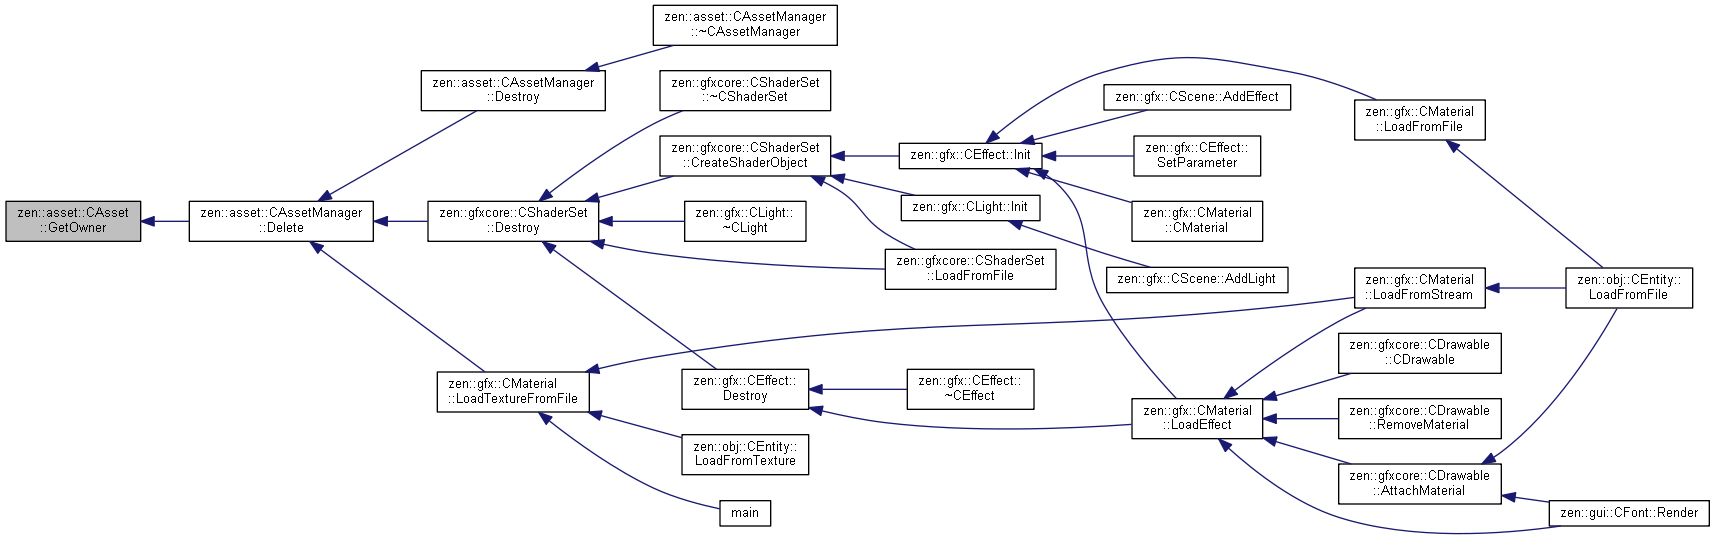 zen::asset::CAssetManager
::~CAssetManager
zen::asset::CAssetManager
::Destroy
zen::gfxcore::CShaderSet
::~CShaderSet
zen::gfx::CScene::AddEffect
zen::gfx::CMaterial
::LoadFromFile
zen::gfxcore::CShaderSet
::CreateShaderObject
zen::gfx::CEffect::Init
zen::gfx::CEffect::
SetParameter
zen::asset::CAsset
::GetOwner
zen::asset::CAssetManager
::Delete
zen::gfxcore::CShaderSet
::Destroy
zen::gfx::CLight::
~CLight
zen::gfx::CLight::Init
zen::gfx::CMaterial
::CMaterial
zen::gfxcore::CShaderSet
::LoadFromFile
zen::gfx::CScene::AddLight
zen::gfx::CMaterial
::LoadFromStream
zen::obj::CEntity::
LoadFromFile
zen::gfxcore::CDrawable
::CDrawable
zen::gfx::CMaterial
::LoadTextureFromFile
zen::gfx::CEffect::
Destroy
zen::gfx::CEffect::
~CEffect
zen::gfx::CMaterial
::LoadEffect
zen::gfxcore::CDrawable
::RemoveMaterial
zen::obj::CEntity::
LoadFromTexture
zen::gfxcore::CDrawable
::AttachMaterial
main
zen::gui::CFont::Render